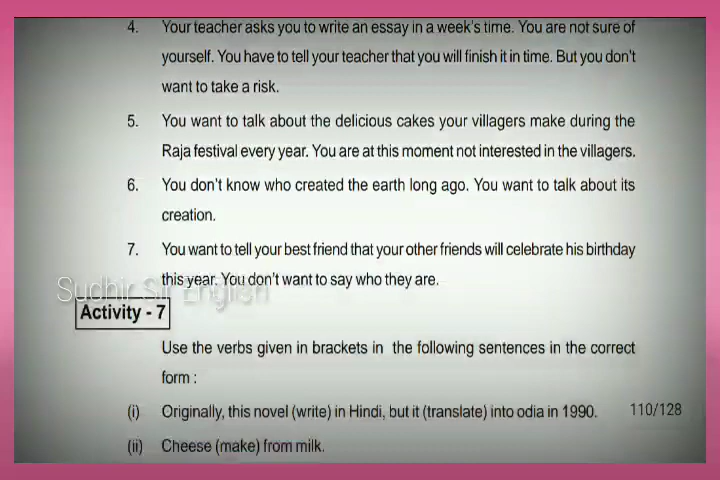 4. Your teacher asks you to write an essay in a week's time. You are not sure of
yourself. You have to tell your teacher that you will finish it in time. But you don't
want to take a risk.
5. You want to talk about the delicious cakes your villagers make during the
Raja festival every year. You are at this moment not interested in the villagers.
6. You don't know who created the earth long ago. You want to talk about its
creation.
7. You want to tell your best friend that your other friends will celebrate his birthday
this year. You don't want to say who they are.
Sudhir Sir English
Activity - 7
Use the verbs given in brackets in the following sentences in the correct
form :
(i) Originally, this novel (write) in Hindi, but it (translate) into odia in 1990.
110/128
(ii) Cheese (make) from milk.